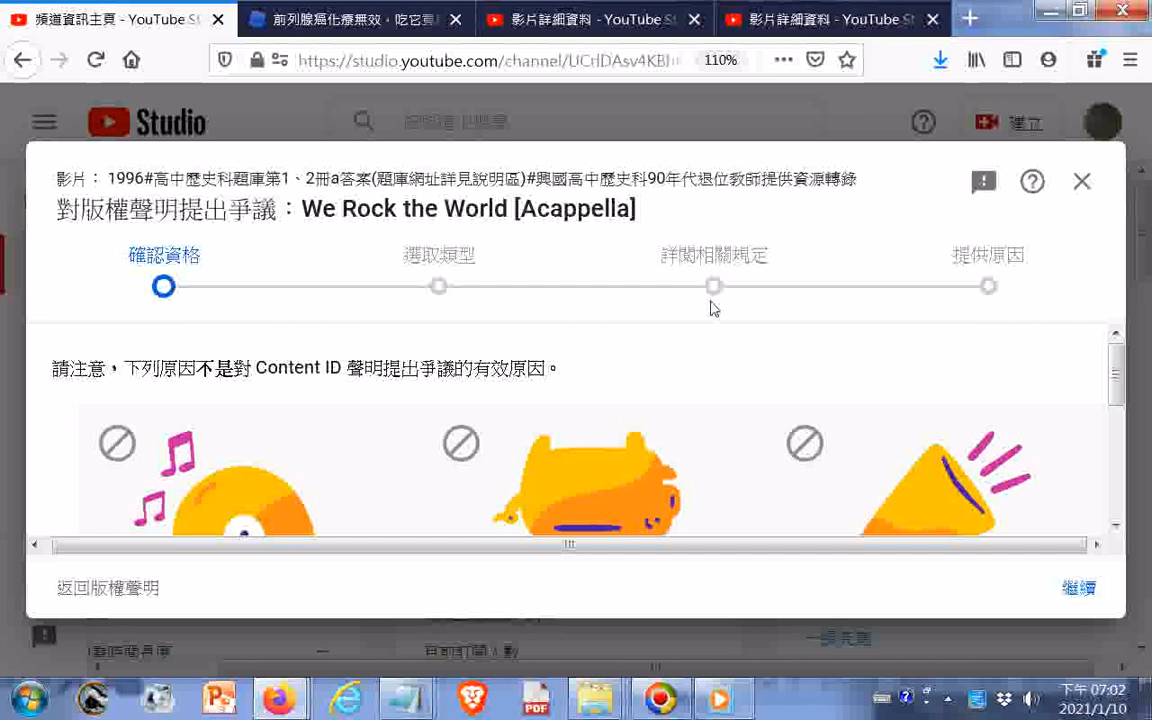 頻道資訊主頁 - YouTube S
前列腺癌化療無效，吃它竟
影片詳細資料 - YouTube St
影片詳細資料 - YouTube St
https://studio.youtube.com/channel/UCrlDAsv4KB
110%
Studio
建立
影片： 1996#高中歷史科題庫第1、2冊a答案(題庫網址詳見說明區)#興國高中歷史科90年代退位教師提供資源轉錄
對版權聲明提出爭議：We Rock the World [Acappella]
確認資格
選取類型
詳閱相關規定
提供原因
請注意，下列原因不是對 Content ID 聲明提出爭議的有效原因。
返回版權聲明
繼續
PDF
下午 07:02
2021/1/10